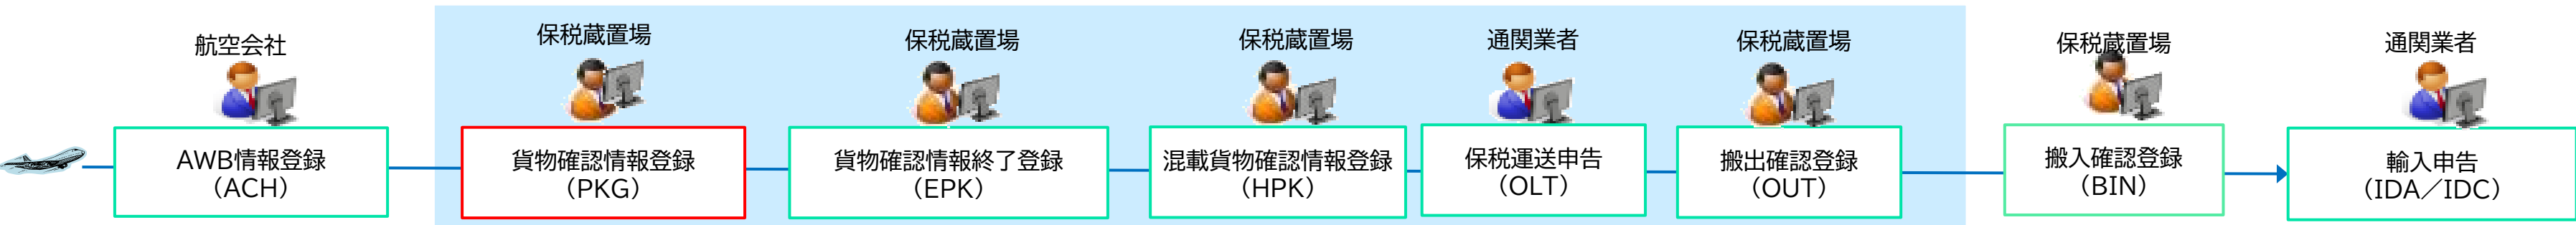 航空会社
AWB情報登録
（ACH）
保税蔵置場
貨物確認情報登録
（PKG）
保税蔵置場
貨物確認情報終了登録
（EPK）
保税蔵置場
混載貨物確認情報登録
（HPK）
通関業者
保税運送申告
（OLT）
保税蔵置場
搬出確認登録
（OUT）
保税蔵置場
搬入確認登録
（BIN）
通関業者
輸入申告
（IDA／IDC）